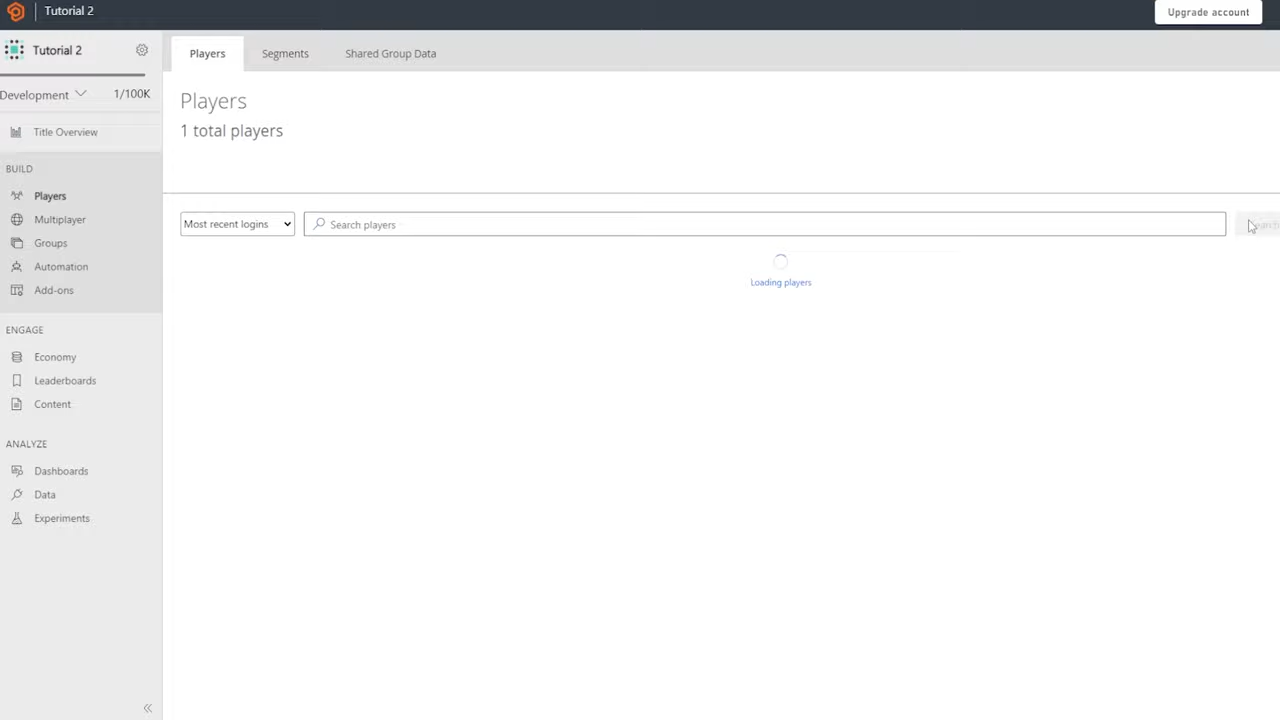 Tutorial 2
Upgrade account
Tutorial 2
Development
1/100K
Title Overview
BUILD
Players
Multiplayer
Groups
Automation
Add-ons
ENGAGE
Economy
Leaderboards
Content
ANALYZE
Dashboards
Data
Experiments
Players Segments Shared Group Data
Players
1 total players
Most recent logins
Search players
Loading players